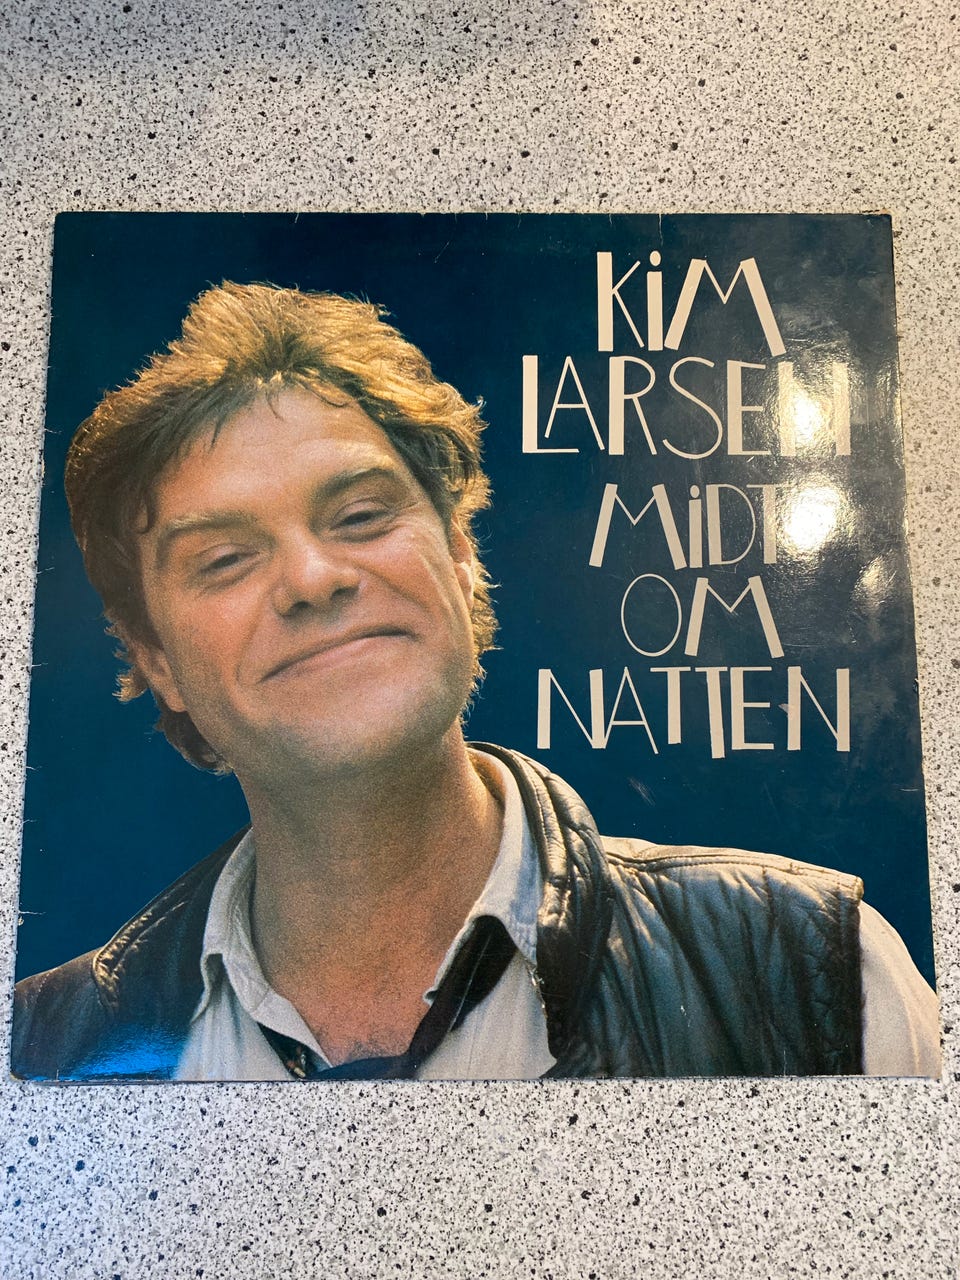 KiM
LARSEN
MiDT
OM
NATTEN